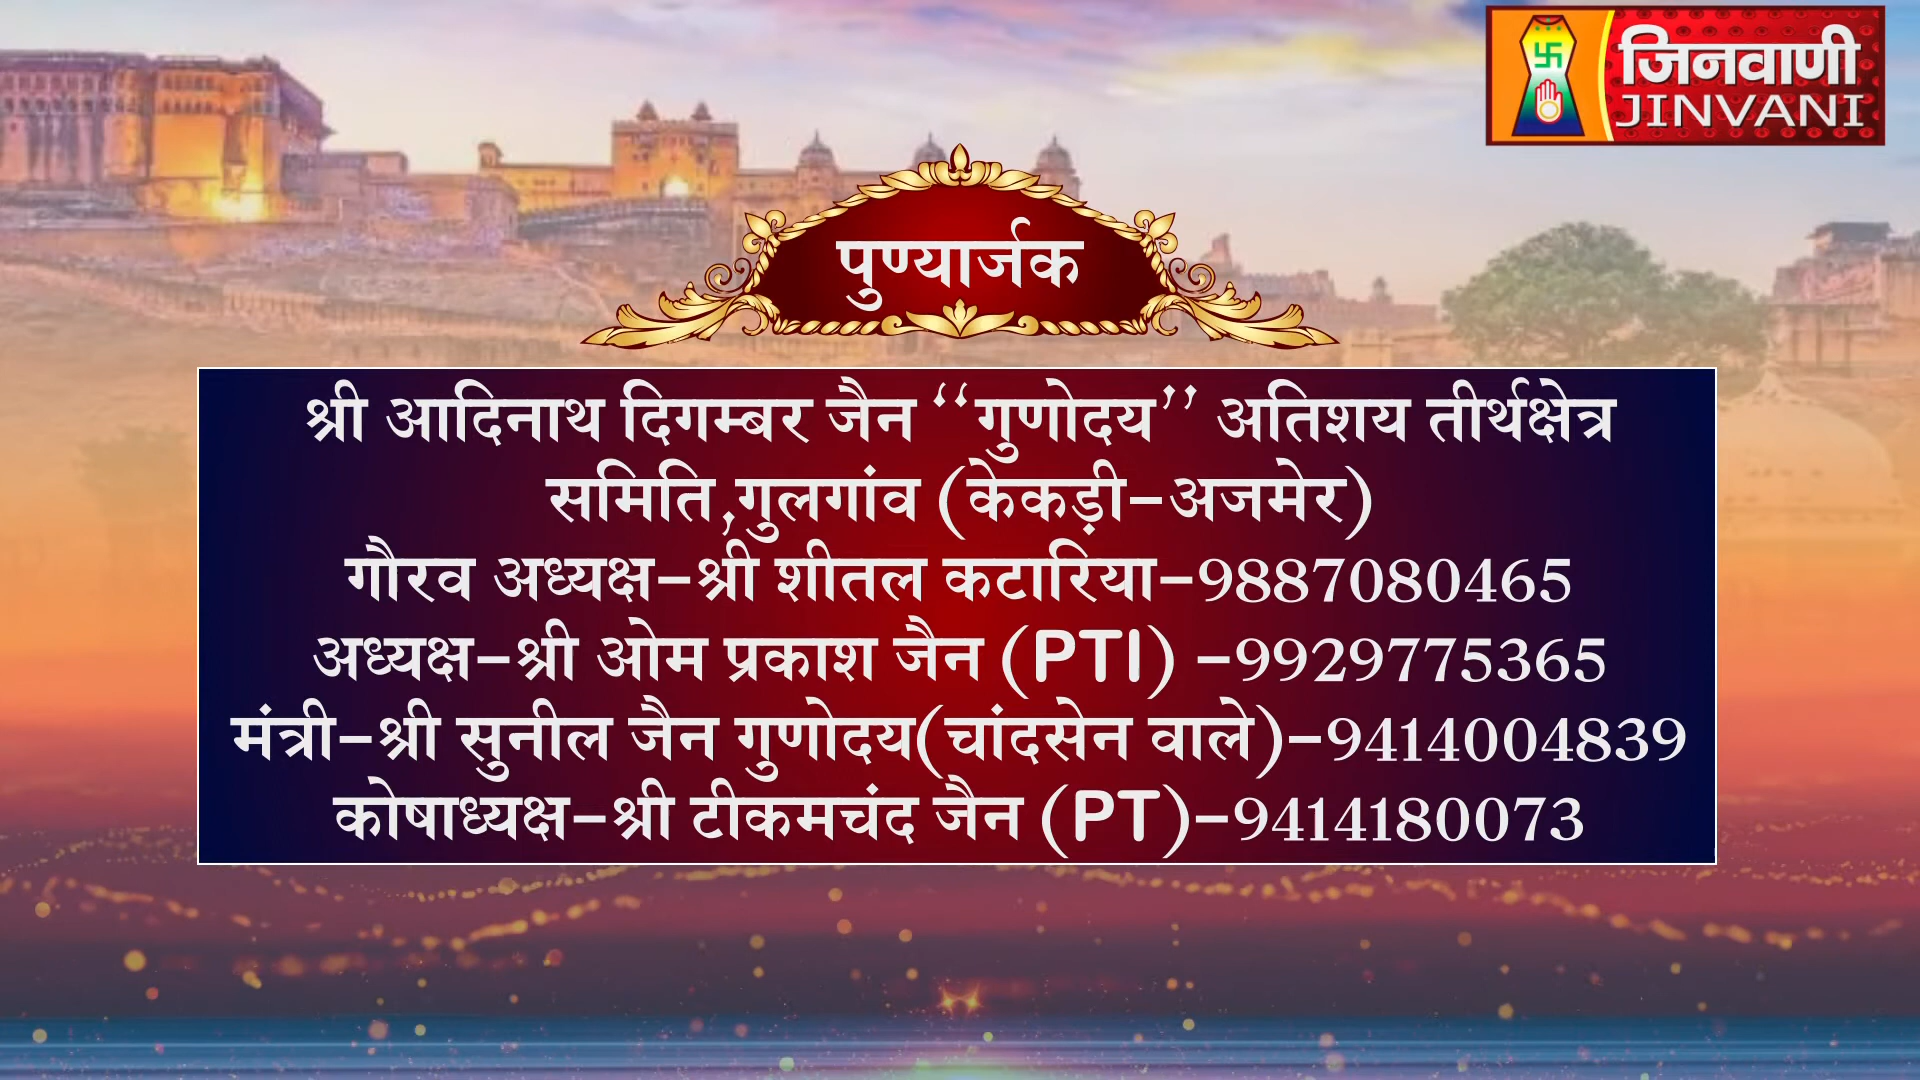 जिनवाणी
JINVANI
पुण्यार्जक
श्री आदिनाथ दिगम्बर जैन ‘‘गुणोदय’’ अतिशय तीर्थक्षेत्र
समिति,गुलगांव (केकड़ी-अजमेर)
गौरव अध्यक्ष-श्री शीतल कटारिया-9887080465
अध्यक्ष-श्री ओम प्रकाश जैन (PTI) -9929775365
मंत्री-श्री सुनील जैन गुणोदय(चांदसेन वाले)-9414004839
कोषाध्यक्ष-श्री टीकमचंद जैन (PT)-9414180073